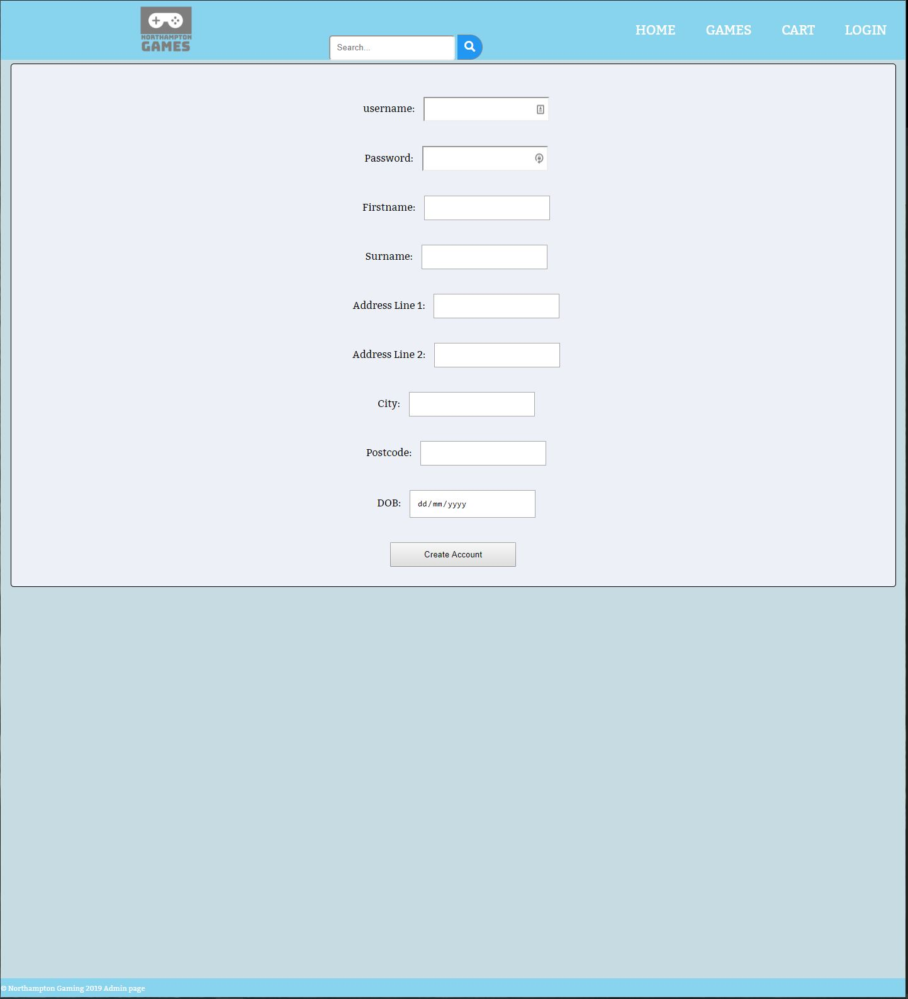 NORTHAMPTON
GAMES
Search...
HOME GAMES CART LOGIN
username:
Password:
Firstname:
Surname:
Address Line 1:
Address Line 2:
City:
Postcode:
DOB: dd/mm/yyyy
Create Account
© Northampton Gaming 2019 Admin page